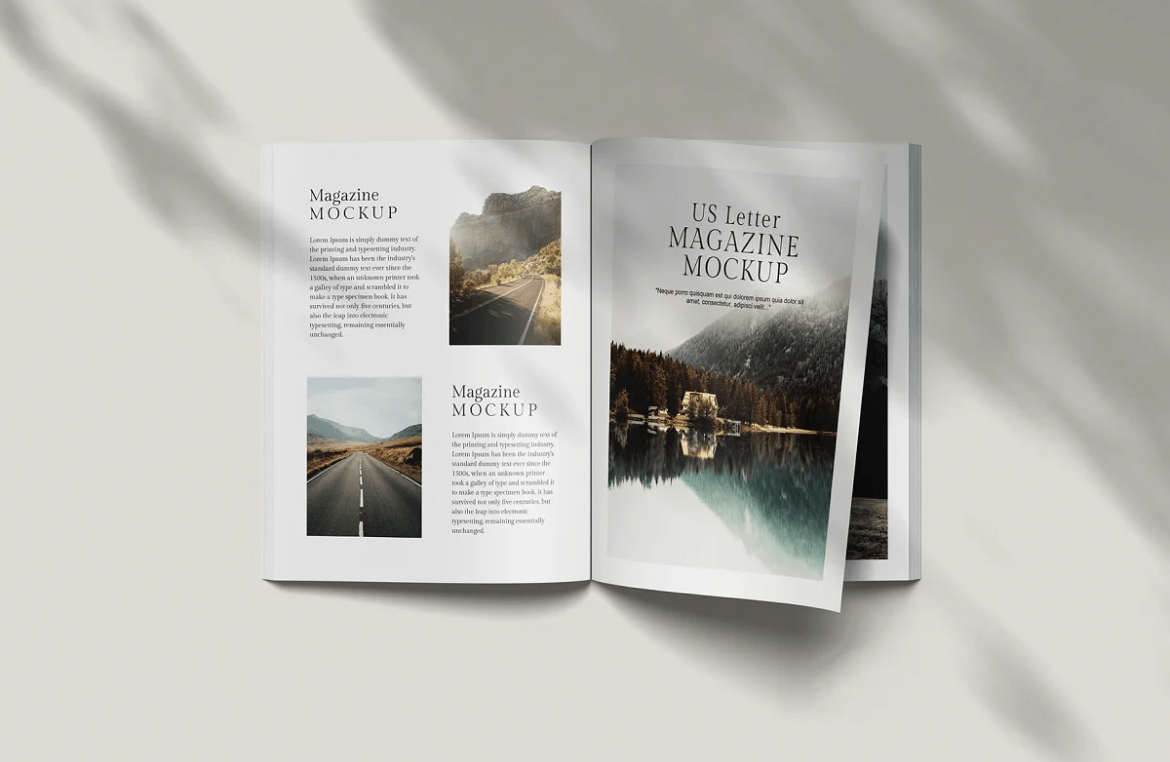 Magazine
MOCKUP
Lorem Ipsum is simply dummy text of
the printing and typesetting industry.
Lorem Ipsum has been the industry's
standard dummy text ever since the
1500s, when an unknown printer took
a galley of type and scrambled it to
make a type specimen book. It has
survived not only five centuries, but
also the leap into electronic
typesetting, remaining essentially
unchanged.
Magazine
MOCKUP
Lorem Ipsum is simply dummy text of
the printing and typesetting industry.
Lorem Ipsum has been the industry's
standard dummy text ever since the
1500s, when an unknown printer
took a galley of type and scrambled it
to make a type specimen book. It has
survived not only five centuries, but
also the leap into electronic
typesetting, remaining essentially
unchanged.
US Letter
MAGAZINE
MOCKUP
"Neque porro quisquam est qui dolorem ipsum quia dolor sit
amet, consectetur, adipisci velit..."